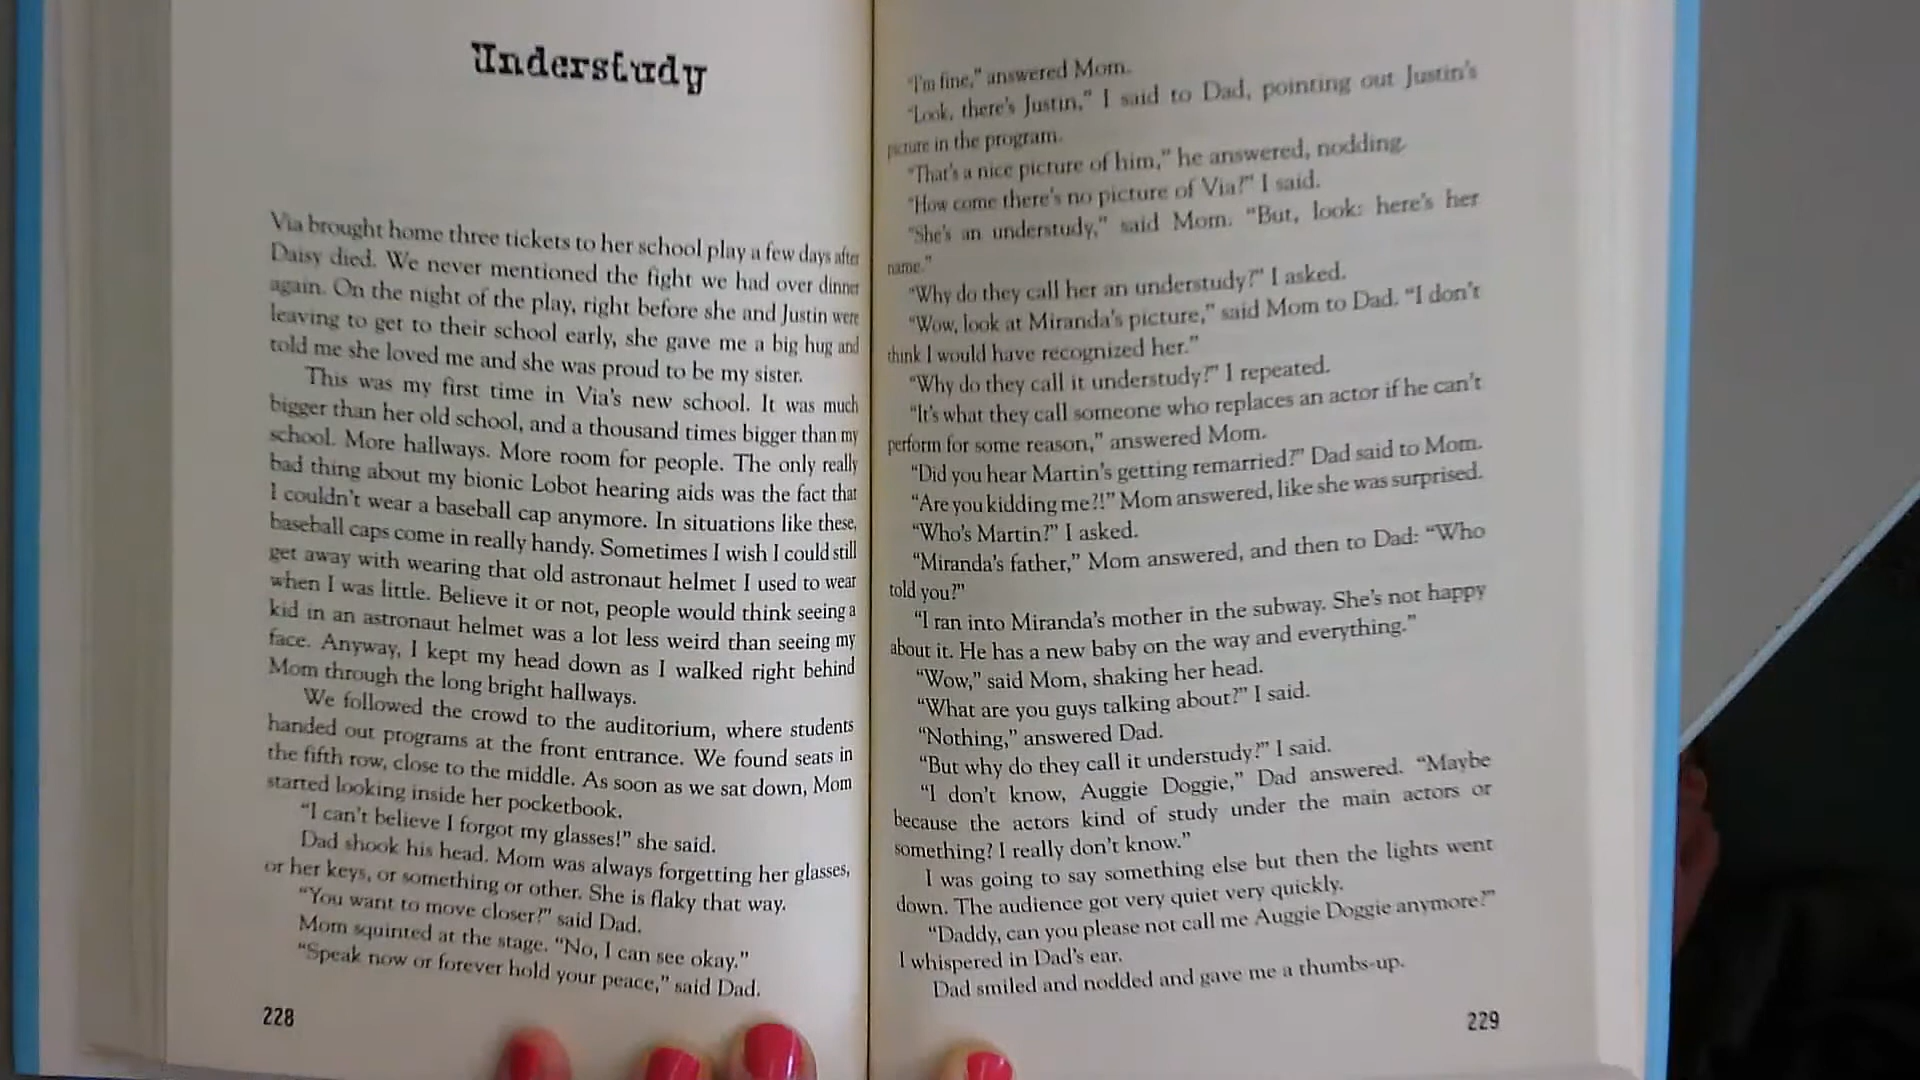 Understudy
Via brought home three tickets to her school play a few days after
Daisy died. We never mentioned the fight we had over dinner
again. On the night of the play, right before she and Justin were
leaving to get to their school early, she gave me a big hug and
told me she loved me and she was proud to be my sister.
This was my first time in Via's new school. It was much
bigger than her old school, and a thousand times bigger than my
school. More hallways. More room for people. The only really
bad thing about my bionic Lobot hearing aids was the fact that
I couldn't wear a baseball cap anymore. In situations like these,
baseball caps come in really handy. Sometimes I wish I could still
get away with wearing that old astronaut helmet I used to wear
when I was little. Believe it or not, people would think seeing a
kid in an astronaut helmet was a lot less weird than seeing my
face. Anyway, I kept my head down as I walked right behind
Mom through the long bright hallways.
We followed the crowd to the auditorium, where students
handed out programs at the front entrance. We found seats in
the fifth row, close to the middle. As soon as we sat down, Mom
started looking inside her pocketbook.
"I can't believe I forgot my glasses!" she said.
Dad shook his head. Mom was always forgetting her glasses,
or her keys, or something or other. She is flaky that way.
"You want to move closer?" said Dad.
Mom squinted at the stage. "No, I can see okay."
"Speak now or forever hold your peace," said Dad.
228
"I'm fine," answered Mom.
"Look, there's Justin," I said to Dad, pointing out Justin's
picture in the program.
"That's a nice picture of him," he answered, nodding.
"How come there's no picture of Via?" I said.
"She's an understudy," said Mom. "But, look: here's her
name."
"Why do they call her an understudy?" I asked.
"Wow, look at Miranda's picture," said Mom to Dad. "I don't
think I would have recognized her."
"Why do they call it understudy?" I repeated.
"It's what they call someone who replaces an actor if he can't
perform for some reason," answered Mom.
"Did you hear Martin's getting remarried?" Dad said to Mom.
"Are you kidding me?!" Mom answered, like she was surprised.
"Who's Martin?" I asked.
"Miranda's father," Mom answered, and then to Dad: "Who
told you?"
"I ran into Miranda's mother in the subway. She's not happy
about it. He has a new baby on the way and everything."
"Wow," said Mom, shaking her head.
"What are you guys talking about?" I said.
"Nothing," answered Dad.
"But why do they call it understudy?" I said.
"I don't know, Auggie Doggie," Dad answered. "Maybe
because the actors kind of study under the main actors or
something? I really don't know."
I was going to say something else but then the lights went
down. The audience got very quiet very quickly.
"Daddy, can you please not call me Auggie Doggie anymore?"
I whispered in Dad's ear.
Dad smiled and nodded and gave me a thumbs-up.
229